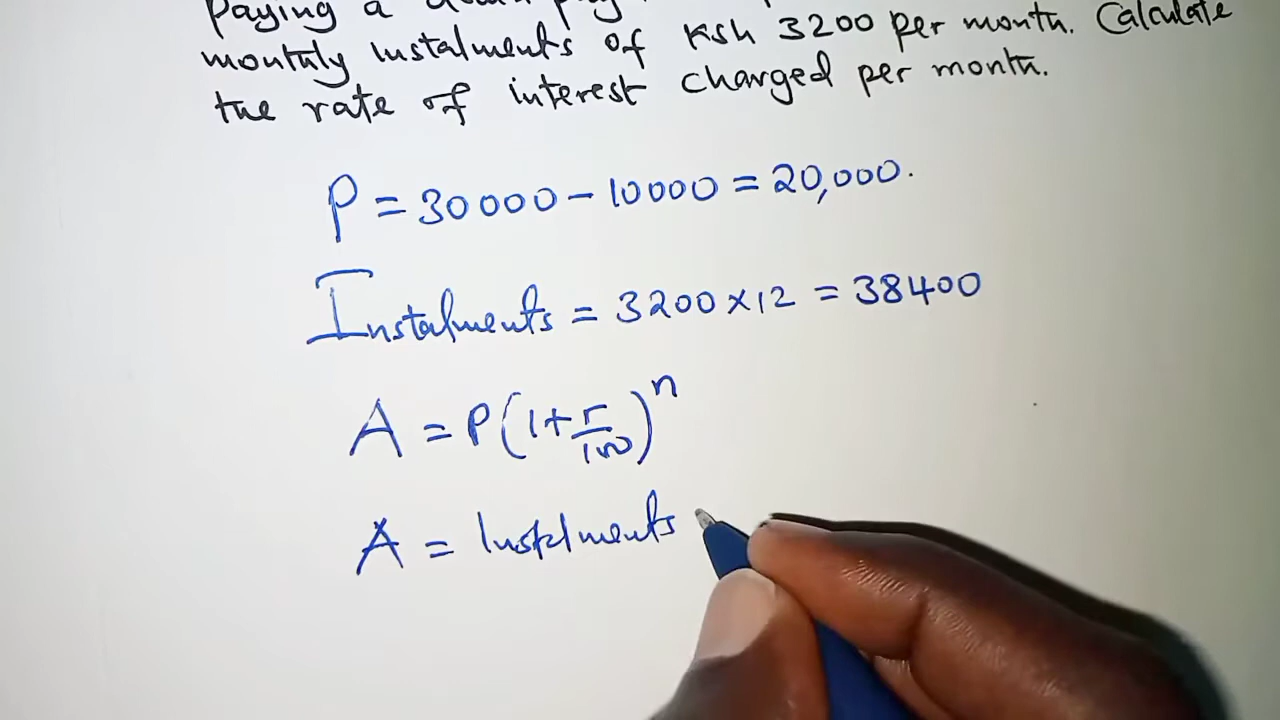 Paying a
monthly instalments of Ksh 3200 per month. Calculate
the rate of interest charged per month.
P = 30000 - 10000 = 20,000.
Instalments = 3200 x 12 = 38400
A = P(1 + r/100)^n
A = Instalments